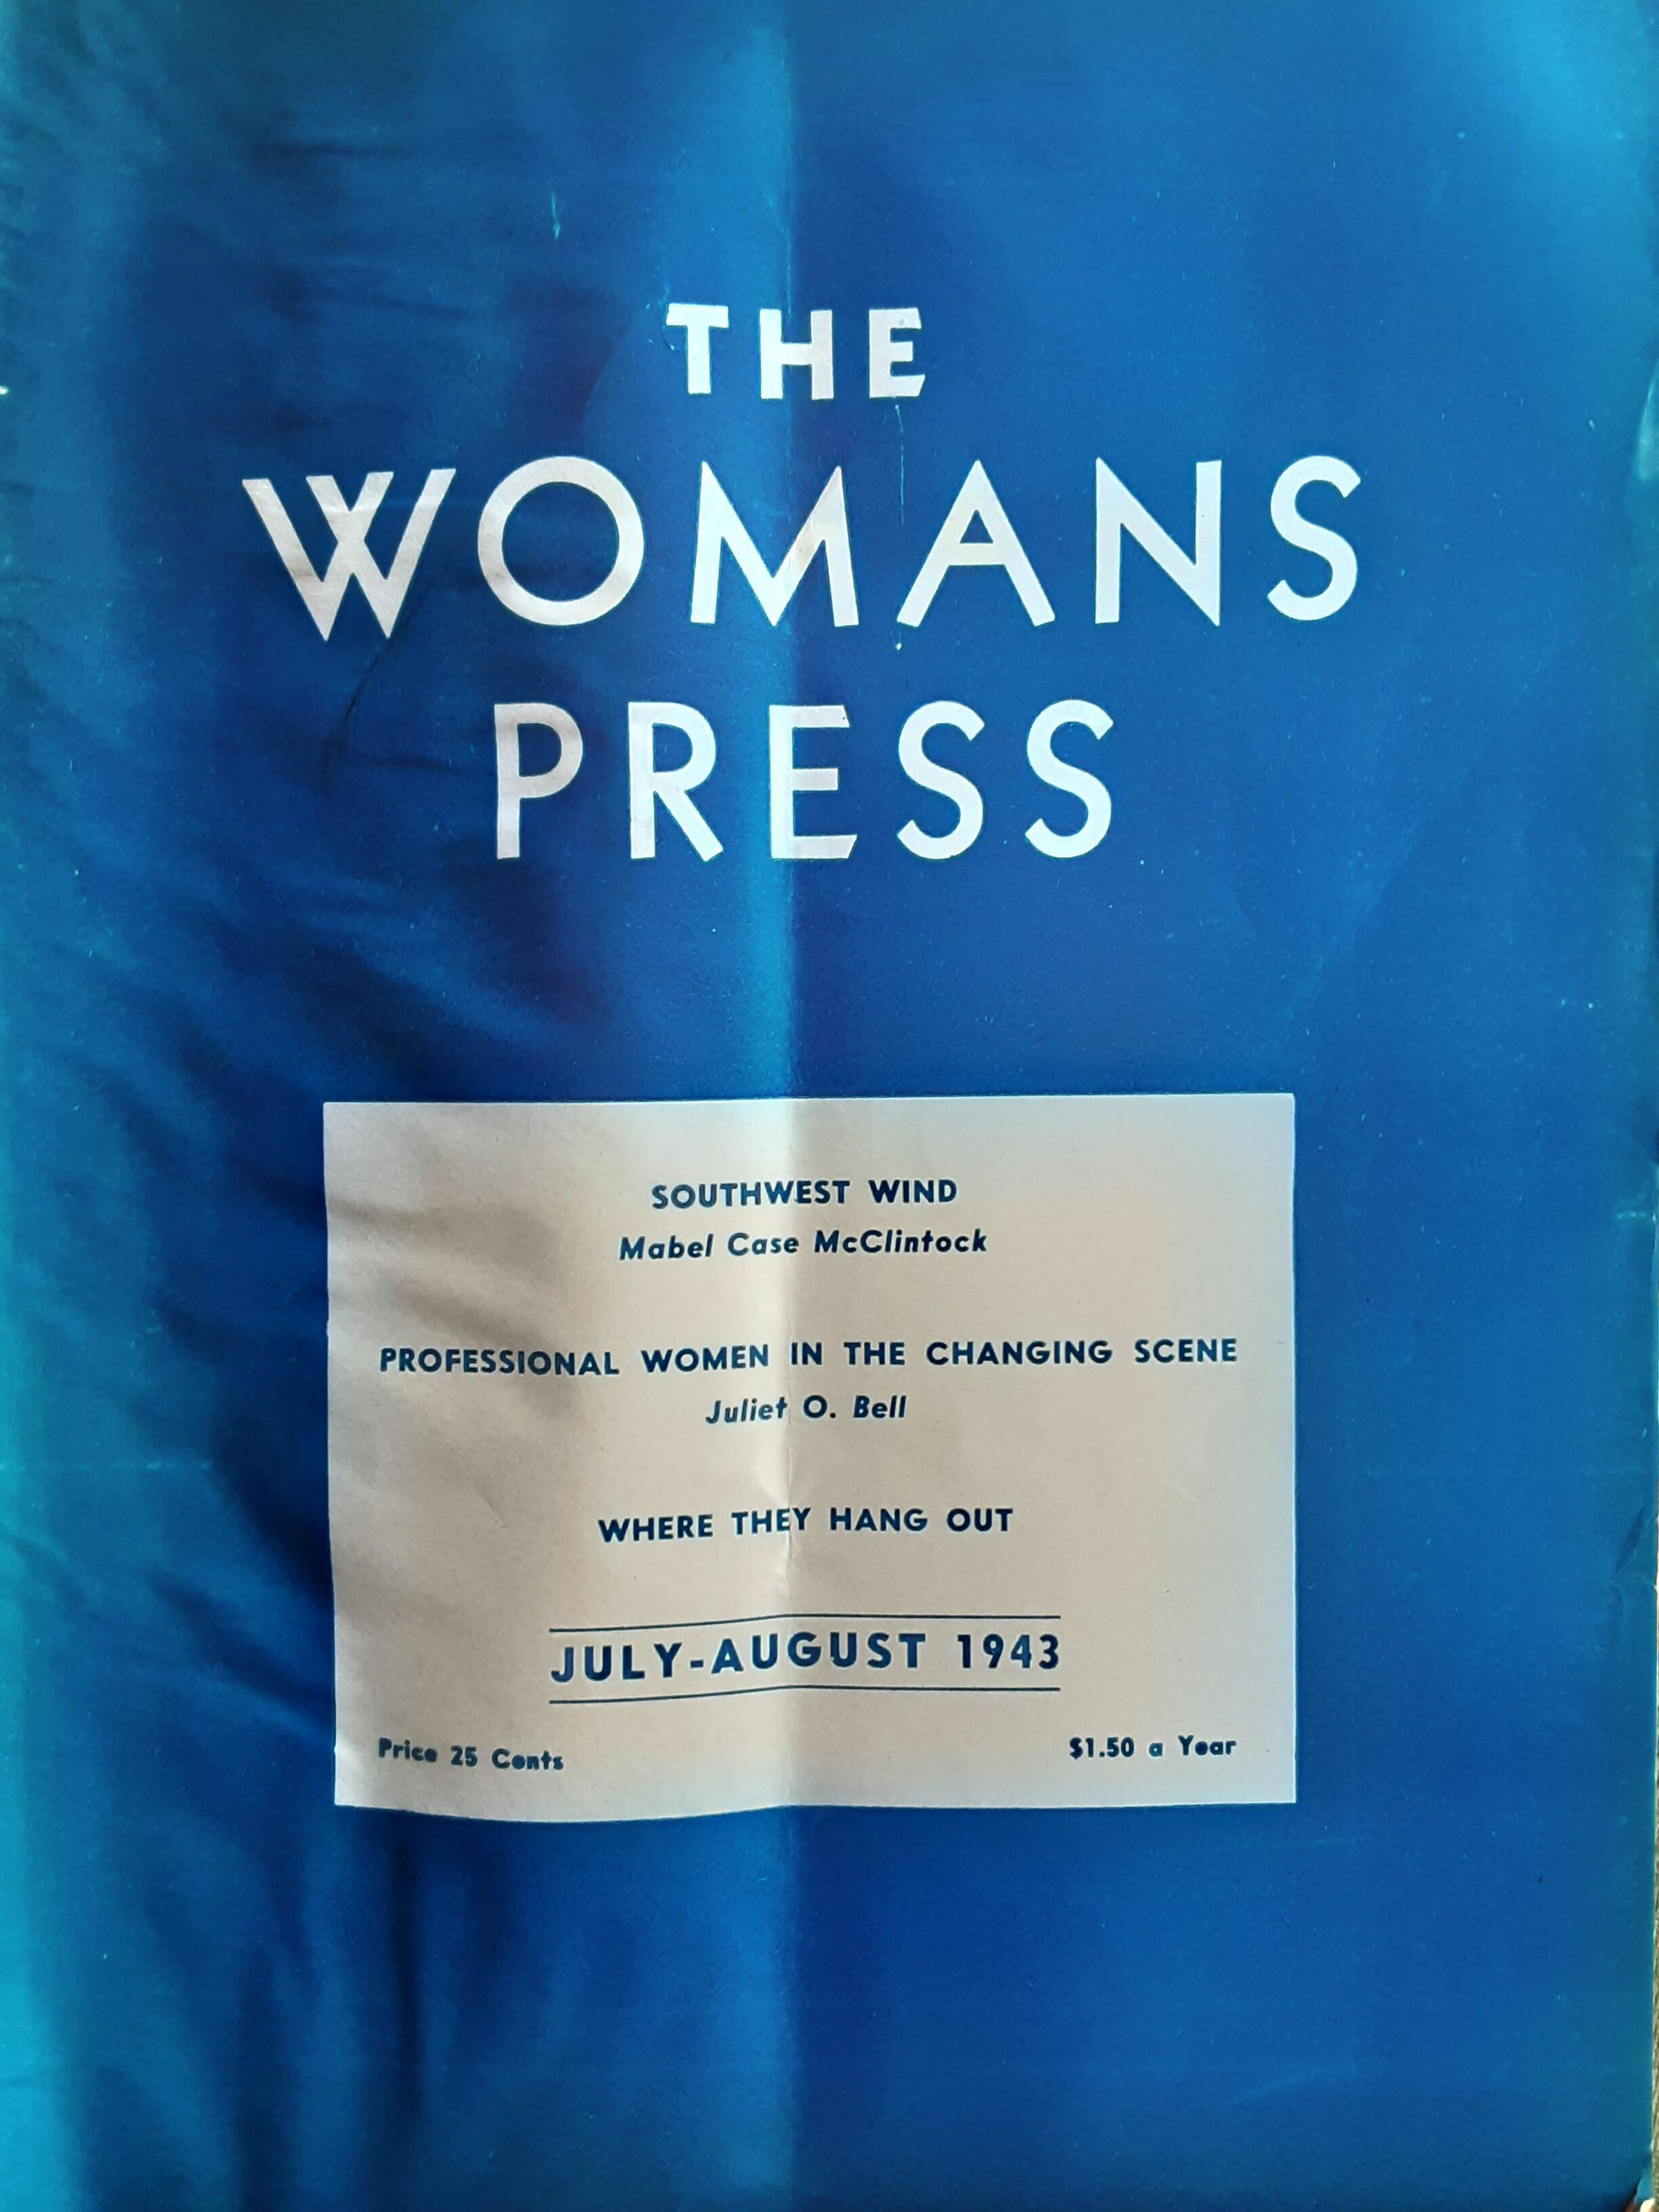 THE
WOMANS
PRESS
SOUTHWEST WIND
Mabel Case McClintock
PROFESSIONAL WOMEN IN THE CHANGING SCENE
Juliet O. Bell
WHERE THEY HANG OUT
JULY-AUGUST 1943
Price 25 Cents
$1.50 a Year